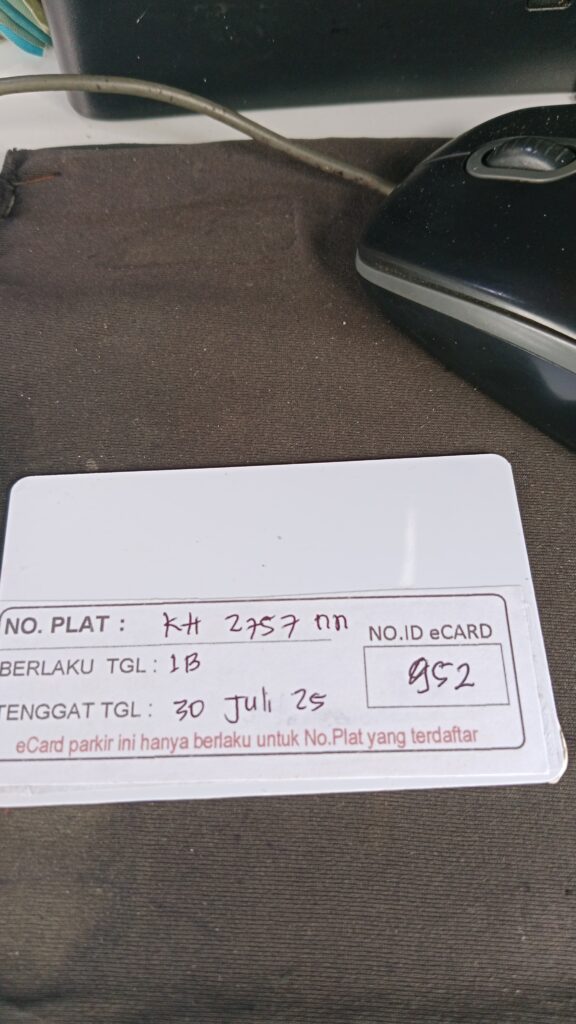 NO. PLAT : KH 2757 nn
NO.ID eCARD
952
BERLAKU TGL : 1B
TENGGAT TGL : 30 Juli 25
eCard parkir ini hanya berlaku untuk No.Plat yang terdaftar